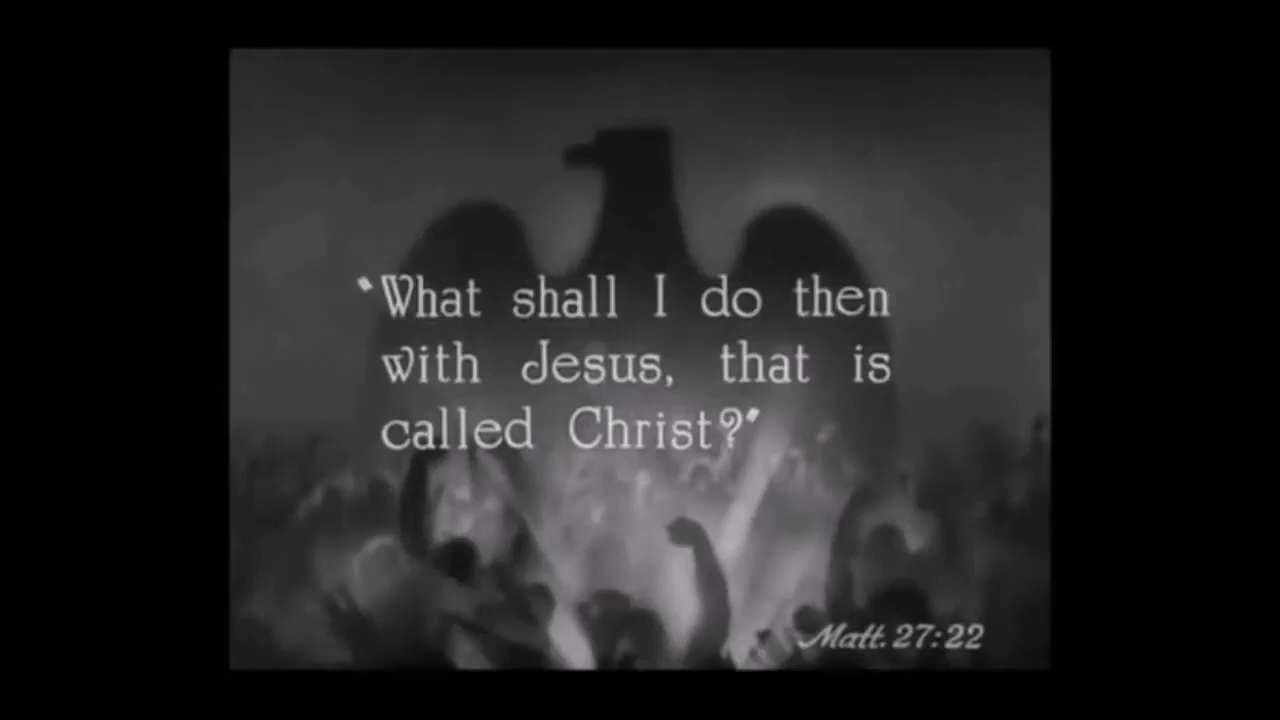 "What shall I do then
with Jesus, that is
called Christ?"
Matt. 27:22